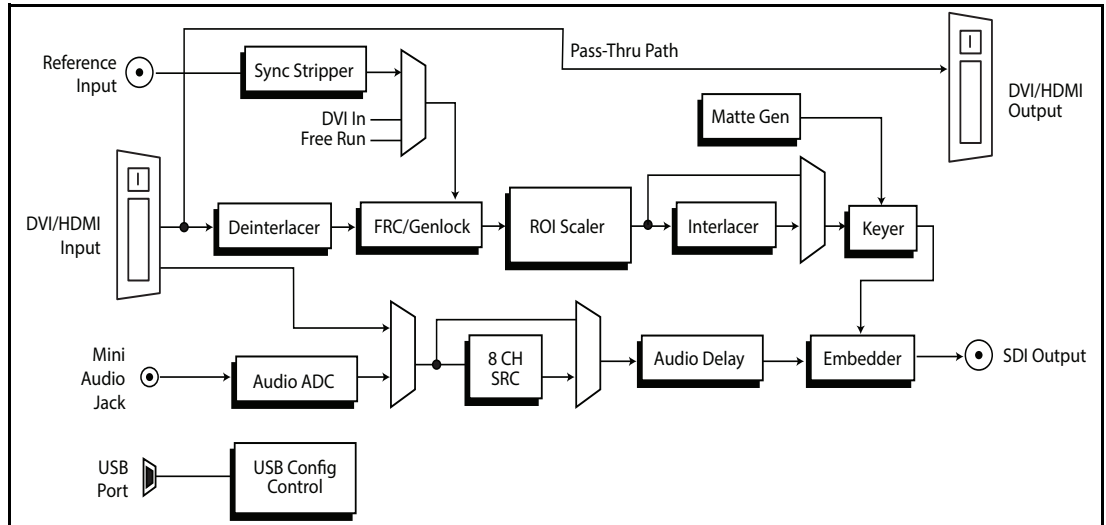 Reference
Input
Sync Stripper
Pass-Thru Path
DVI/HDMI
Output
DVI In
Free Run
Matte Gen
DVI/HDMI
Input
Deinterlacer
FRC/Genlock
ROI Scaler
Interlacer
Keyer
Mini
Audio
Jack
Audio ADC
8 CH
SRC
Audio Delay
Embedder
SDI Output
USB
Port
USB Config
Control